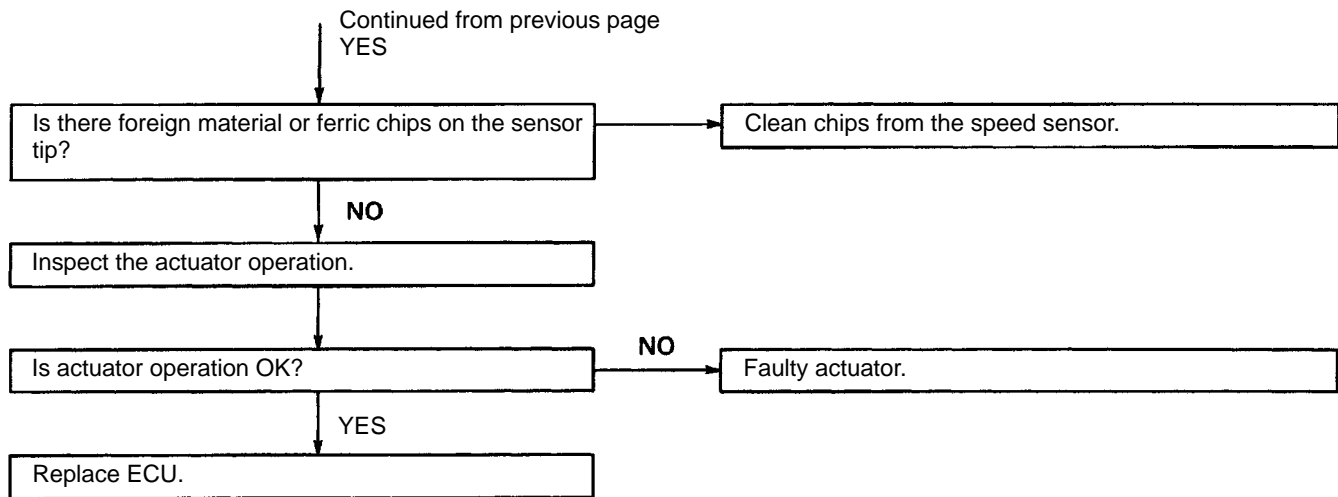 Continued from previous page
YES
Is there foreign material or ferric chips on the sensor
tip?
Clean chips from the speed sensor.
NO
Inspect the actuator operation.
Is actuator operation OK?
NO
Faulty actuator.
YES
Replace ECU.